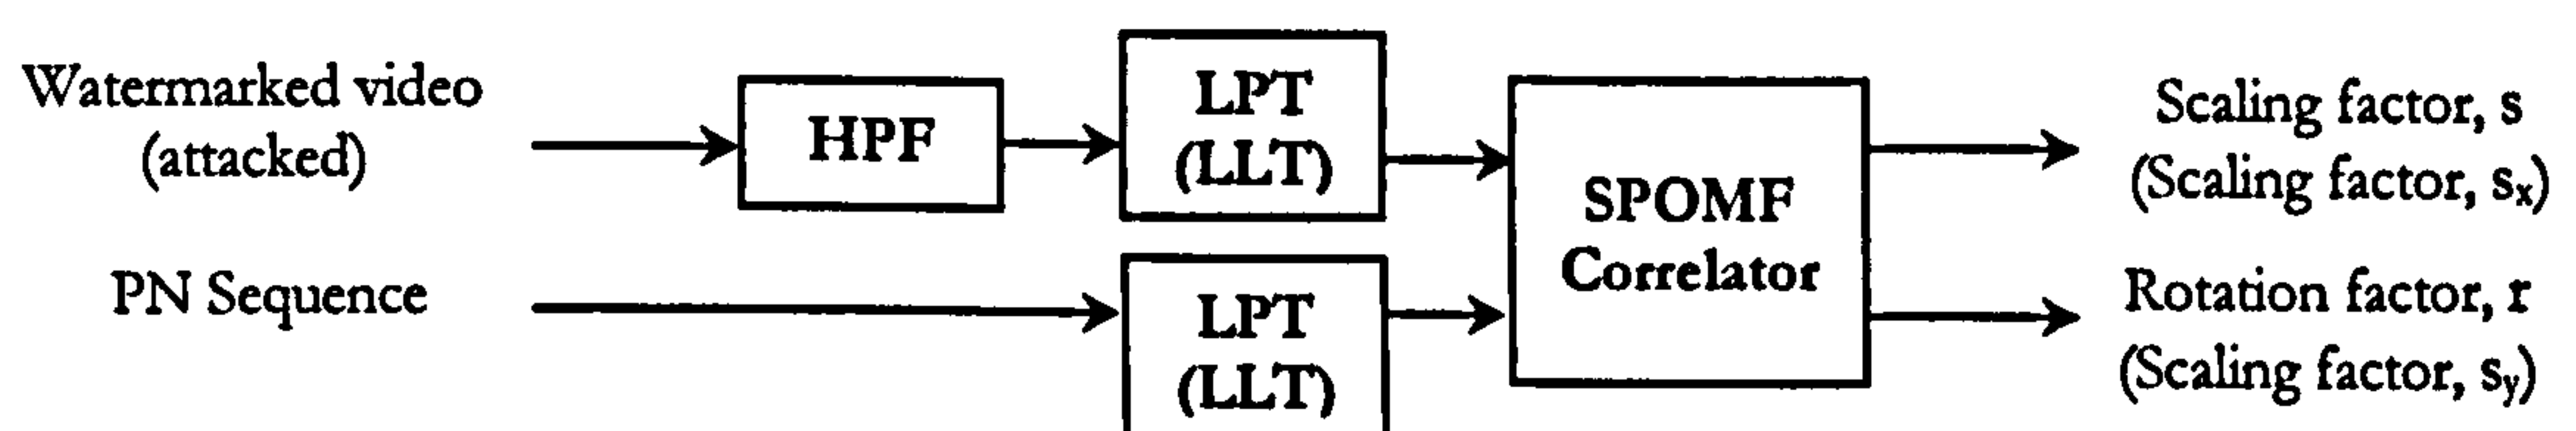 Watermarked video
(attacked)
HPF
LPT
(LLT)
SPOMF
Correlator
Scaling factor, s
(Scaling factor, sₓ)
PN Sequence
LPT
(LLT)
Rotation factor, r
(Scaling factor, sᵧ)